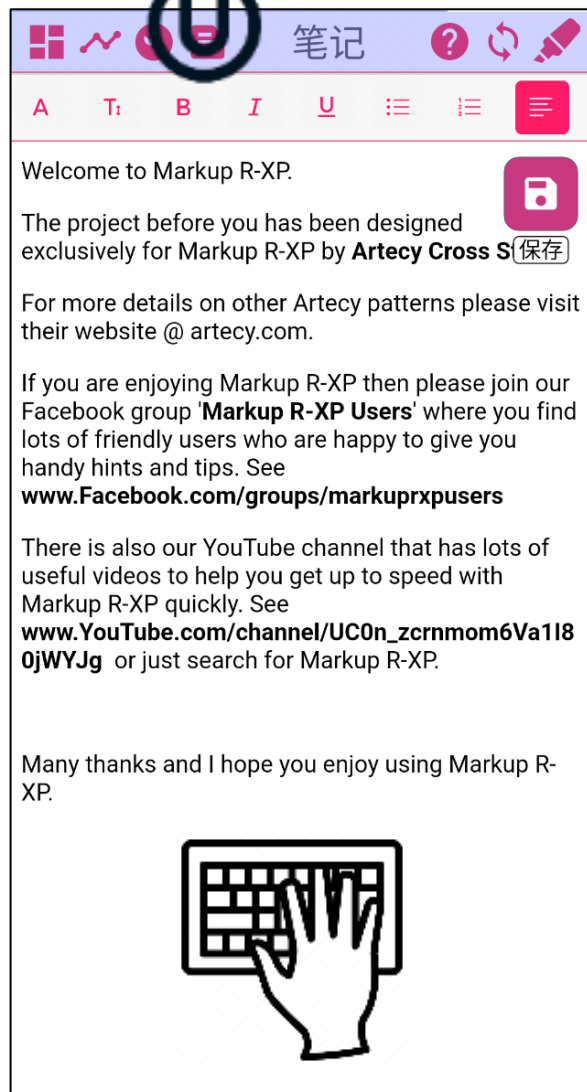 笔记
A T B I U
Welcome to Markup R-XP.
The project before you has been designed
exclusively for Markup R-XP by Artecy Cross
保存
For more details on other Artecy patterns please visit
their website @ artecy.com.
If you are enjoying Markup R-XP then please join our
Facebook group 'Markup R-XP Users' where you find
lots of friendly users who are happy to give you
handy hints and tips. See
www.Facebook.com/groups/markuprxpusers
There is also our YouTube channel that has lots of
useful videos to help you get up to speed with
Markup R-XP quickly. See
www.YouTube.com/channel/UC0n_zcrnmom6Va1I8
0jWYJg or just search for Markup R-XP.
Many thanks and I hope you enjoy using Markup R-
XP.